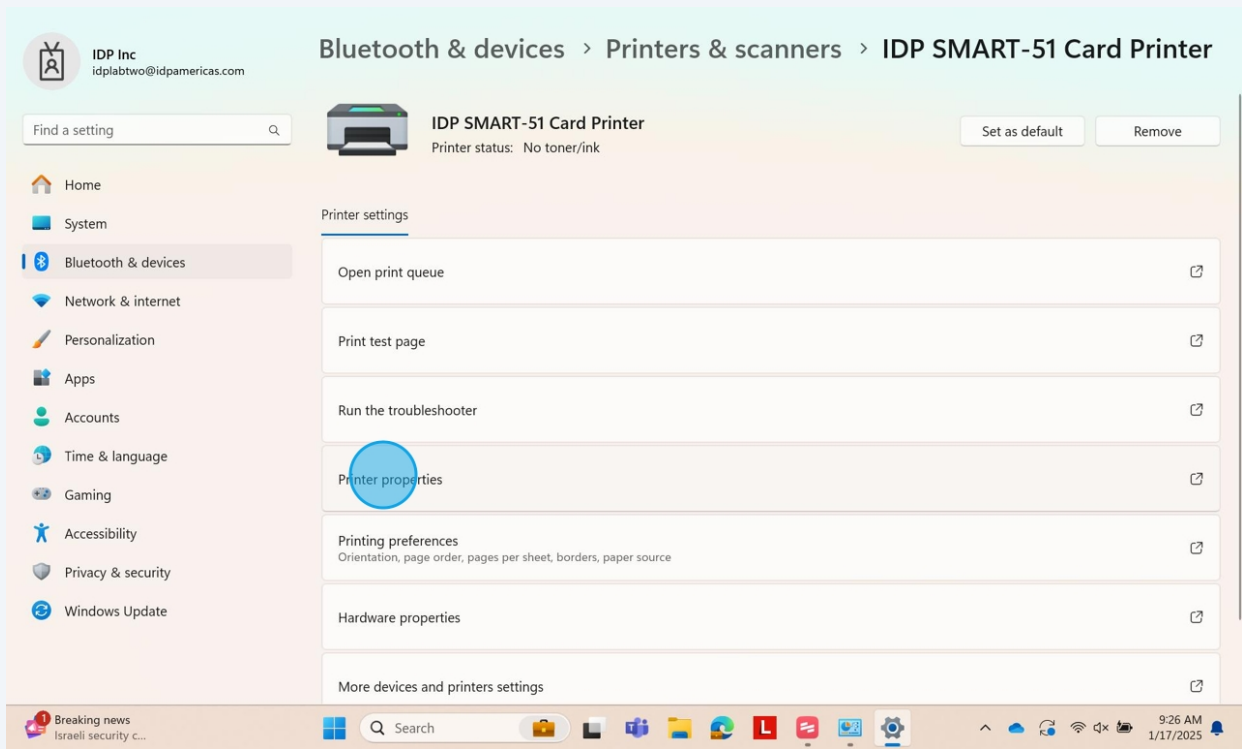 IDP Inc
idplabtwo@idpamericas.com
Find a setting
Home
System
Bluetooth & devices
Network & internet
Personalization
Apps
Accounts
Time & language
Gaming
Accessibility
Privacy & security
Windows Update
Bluetooth & devices > Printers & scanners > IDP SMART-51 Card Printer
IDP SMART-51 Card Printer
Printer status: No toner/ink
Set as default
Remove
Printer settings
Open print queue
Print test page
Run the troubleshooter
Printer properties
Printing preferences
Orientation, page order, pages per sheet, borders, paper source
Hardware properties
More devices and printers settings
1
Breaking news
Israeli security c...
Search
L
9:26 AM
1/17/2025